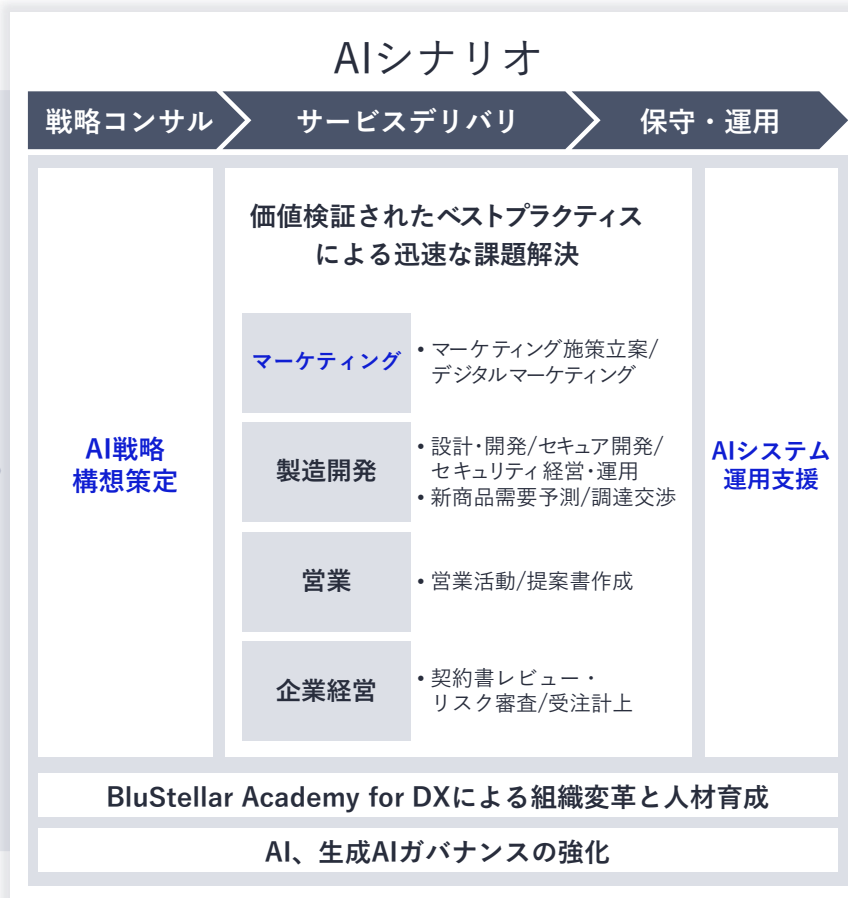 AIシナリオ
戦略コンサル
サービスデリバリ
保守・運用
AI戦略
構想策定
価値検証されたベストプラクティス
による迅速な課題解決
マーケティング
・マーケティング施策立案/
デジタルマーケティング
製造開発
・設計・開発/セキュア開発/
セキュリティ経営・運用
・新商品需要予測/調達交渉
営業
・営業活動/提案書作成
企業経営
・契約書レビュー・
リスク審査/受注計上
AIシステム
運用支援
BluStellar Academy for DXによる組織変革と人材育成
AI、生成AIガバナンスの強化